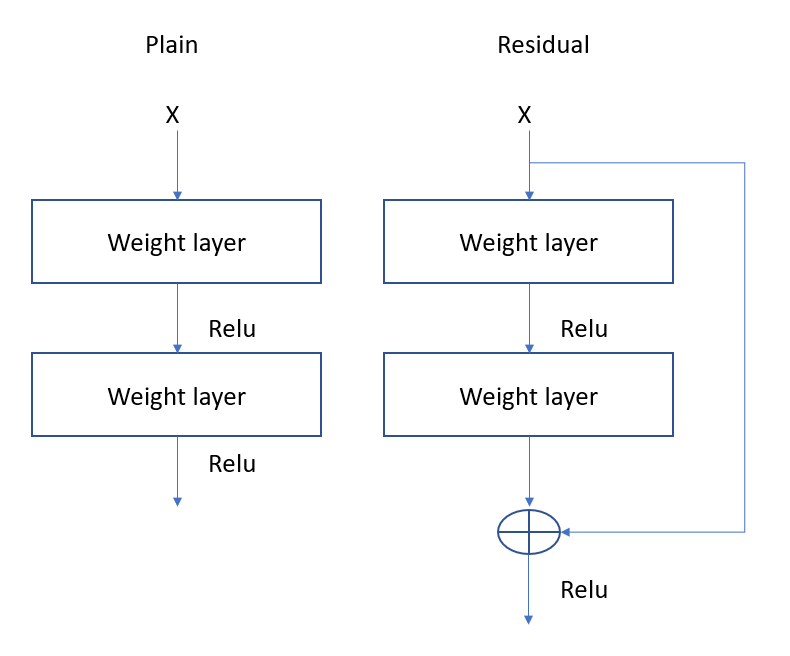 Plain
X
Weight layer
Relu
Weight layer
Relu
Residual
X
Weight layer
Relu
Weight layer
Relu